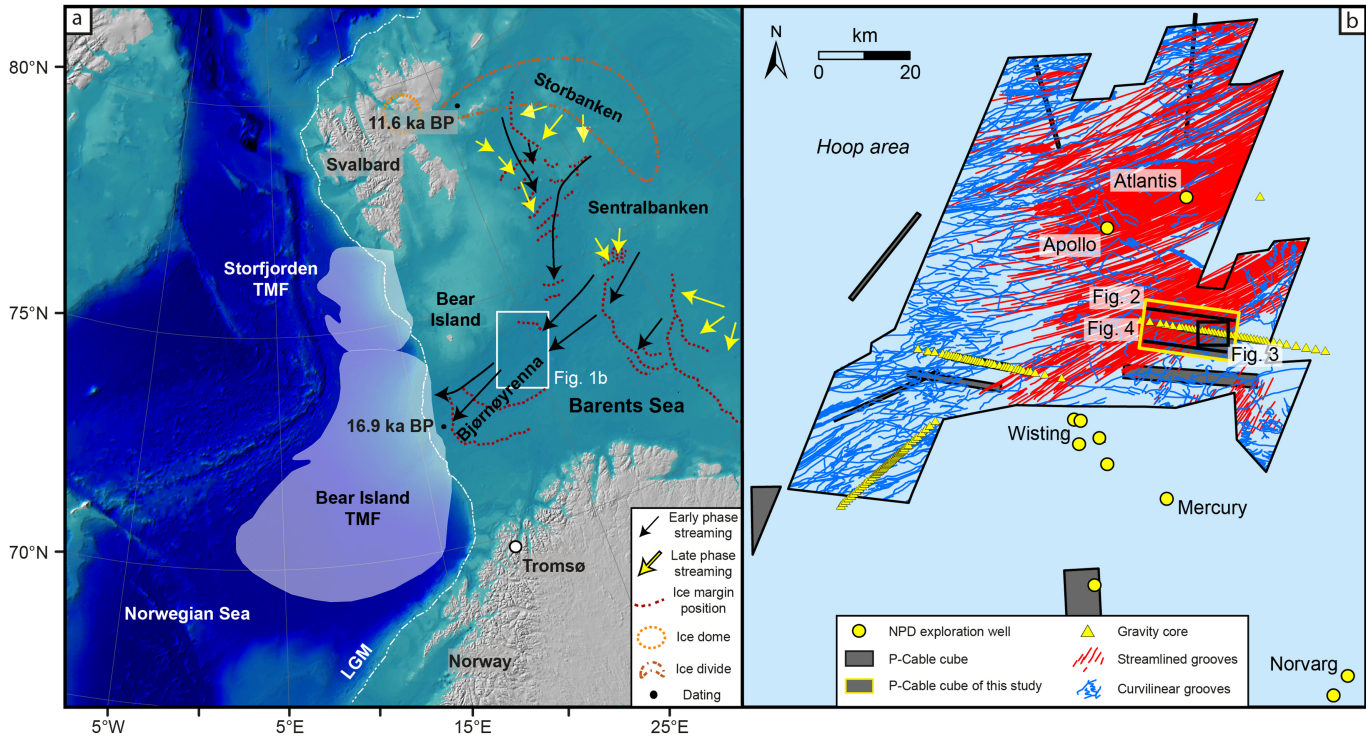 a
80°N
75°N
70°N
5°W
5°E
15°E
25°E
Storbanken
11.6 ka BP
Svalbard
Sentralbanken
Storfjorden
TMF
Bear
Island
Fig. 1b
Bjørnøyrenna
Barents Sea
16.9 ka BP
Bear Island
TMF
Tromsø
Norwegian Sea
LGM
Norway
Early phase
streaming
Late phase
streaming
Ice margin
position
Ice dome
Ice divide
Dating
b
N
km
0
20
Hoop area
Atlantis
Apollo
Fig. 2
Fig. 4
Fig. 3
Wisting
Mercury
Norvarg
NPD exploration well
P-Cable cube
P-Cable cube of this study
Gravity core
Streamlined grooves
Curvilinear grooves